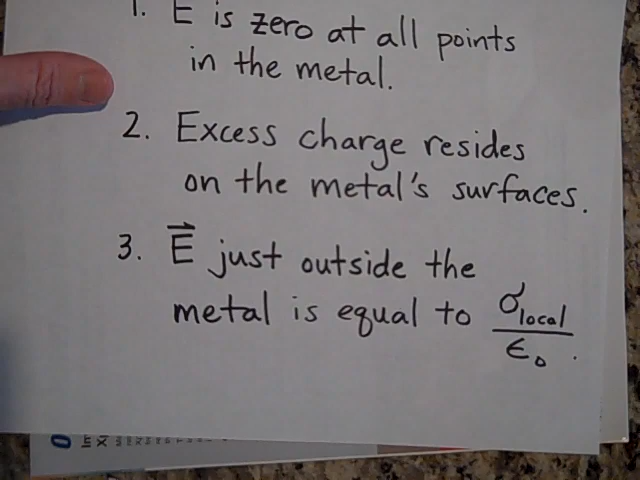 1. E is zero at all points
in the metal.
2. Excess charge resides
on the metal's surfaces.
3. E⃗ just outside the
metal is equal to σlocal/ϵ₀.